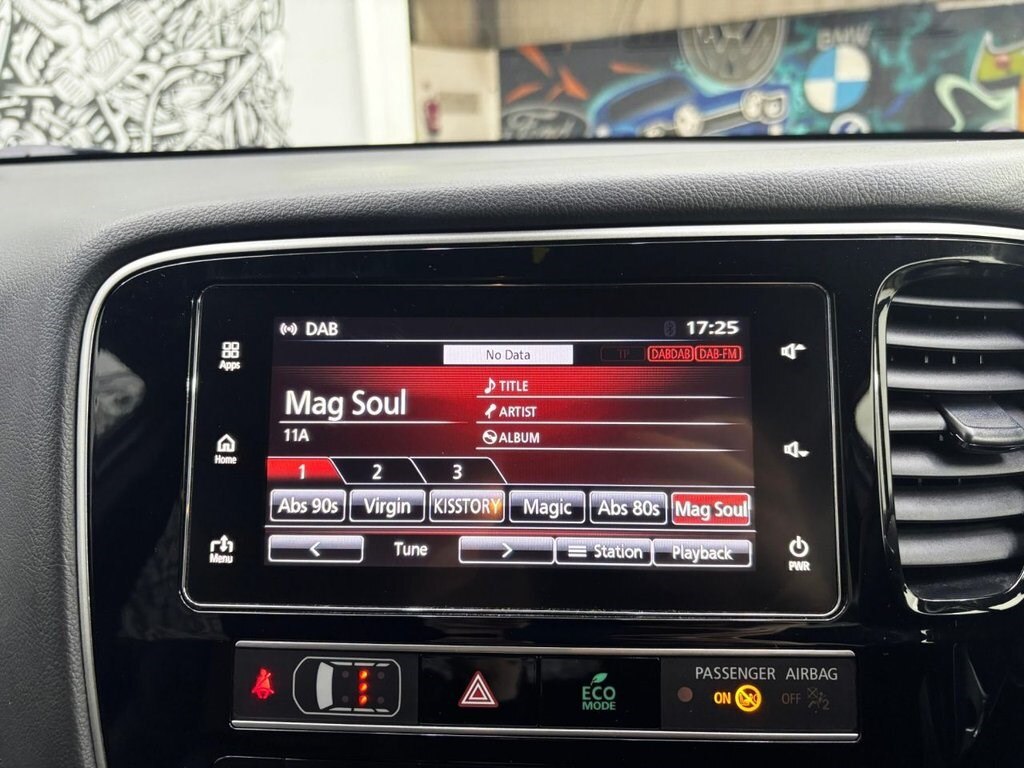 Ford
DAB
17:25
No Data
TP
DABDAB
DAB-FM
Apps
Mag Soul
TITLE
11A
ARTIST
Home
ALBUM
1
2
3
Abs 90s
Virgin
KISSTORY
Magic
Abs 80s
Mag Soul
Menu
<
Tune
>
Station
Playback
PWR
ECO
MODE
PASSENGER AIRBAG
ON
OFF
2